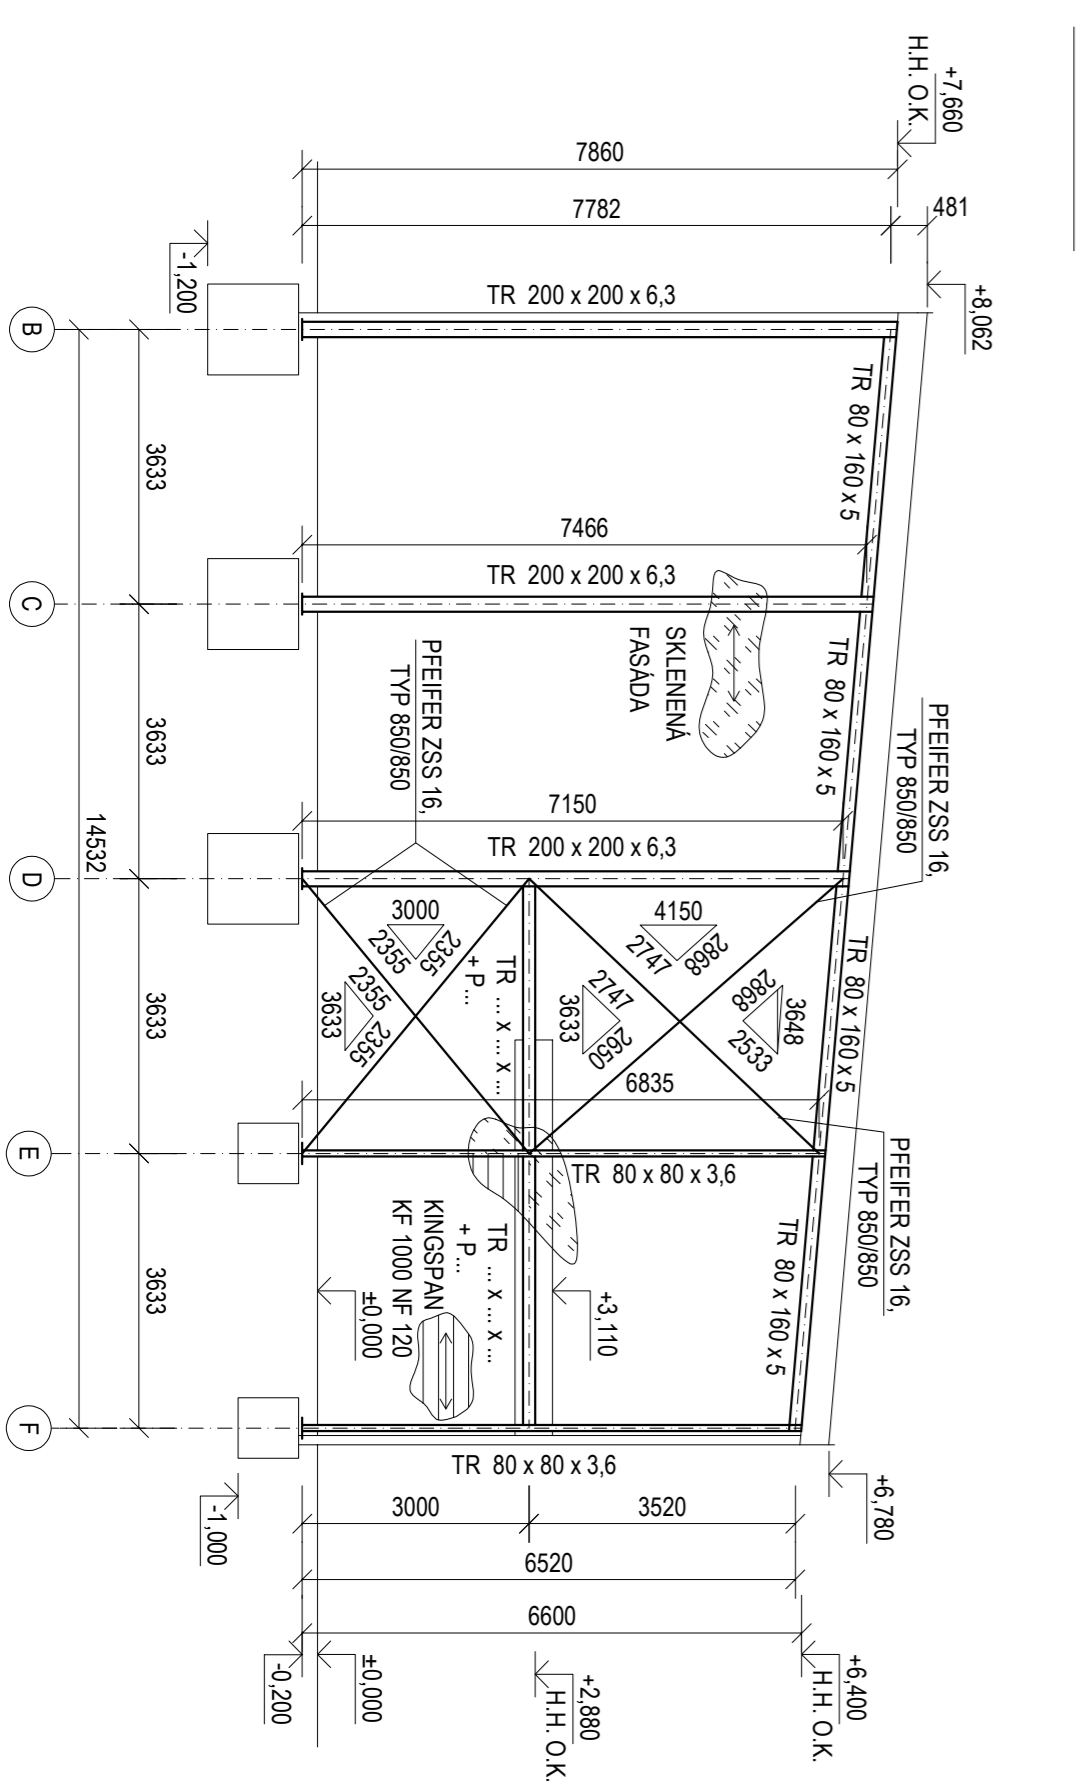 +7,660
H.H. O.K.
7860
7782
481
+8,062
-1,200
TR 200 x 200 x 6,3
B
TR 80 x 160 x 5
3633
7466
TR 200 x 200 x 6,3
C
SKLENENÁ
FASÁDA
TR 80 x 160 x 5
PFEIFER ZSS 16,
TYP 850/850
PFEIFER ZSS 16,
TYP 850/850
3633
14532
7150
TR 200 x 200 x 6,3
D
3000
2355
2355
4150
2868
2747
TR ... x ... x ...
+ P...
2355
2355
3633
2747
2650
3633
3648
2868
2533
TR 80 x 160 x 5
3633
6835
E
TR 80 x 80 x 3,6
PFEIFER ZSS 16,
TYP 850/850
TR ... x ... x ...
+ P...
KINGSPAN
KF 1000 NF 120
TR 80 x 160 x 5
3633
±0,000
+3,110
F
TR 80 x 80 x 3,6
-1,000
+6,780
3000
3520
6520
6600
-0,200
±0,000
+2,880
H.H. O.K.
+6,400
H.H. O.K.